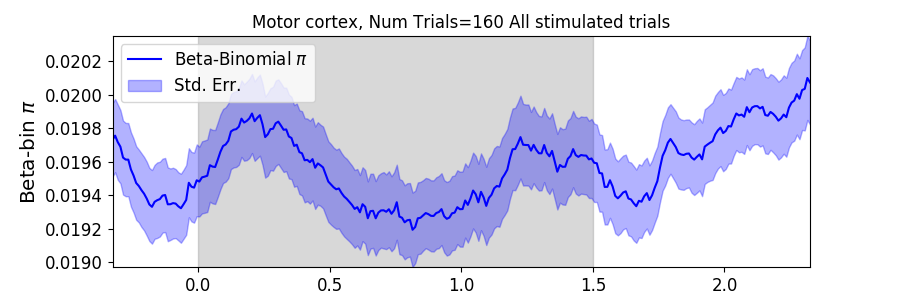 Motor cortex, Num Trials=160 All stimulated trials
Beta-Binomial π
Std. Err.
Beta-bin π
0.0202
0.0200
0.0198
0.0196
0.0194
0.0192
0.0190
0.0 0.5 1.0 1.5 2.0